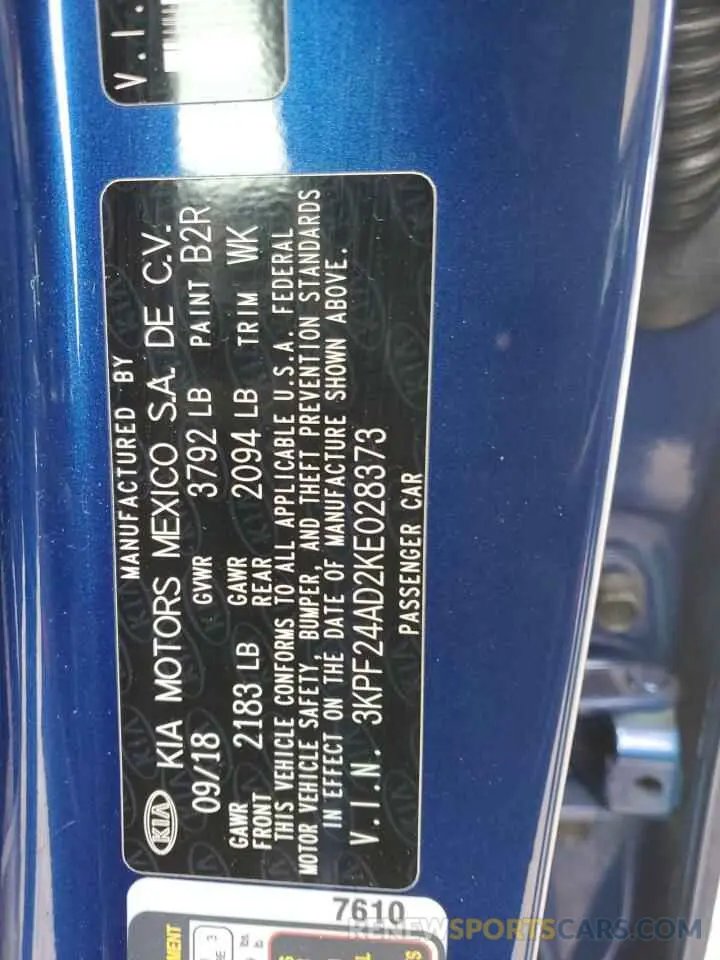 V.I.
MANUFACTURED BY
KIA KIA MOTORS MEXICO S.A. DE C.V.
09/18 GVWR 3792 LB PAINT B2R
GAWR FRONT 2183 LB GAWR REAR 2094 LB TRIM WK
THIS VEHICLE CONFORMS TO ALL APPLICABLE U.S.A. FEDERAL
MOTOR VEHICLE SAFETY, BUMPER, AND THEFT PREVENTION STANDARDS
IN EFFECT ON THE DATE OF MANUFACTURE SHOWN ABOVE.
V.I.N. 3KPF24AD2KE028373
PASSENGER CAR
7610
RENEWSPORTSCARS.COM